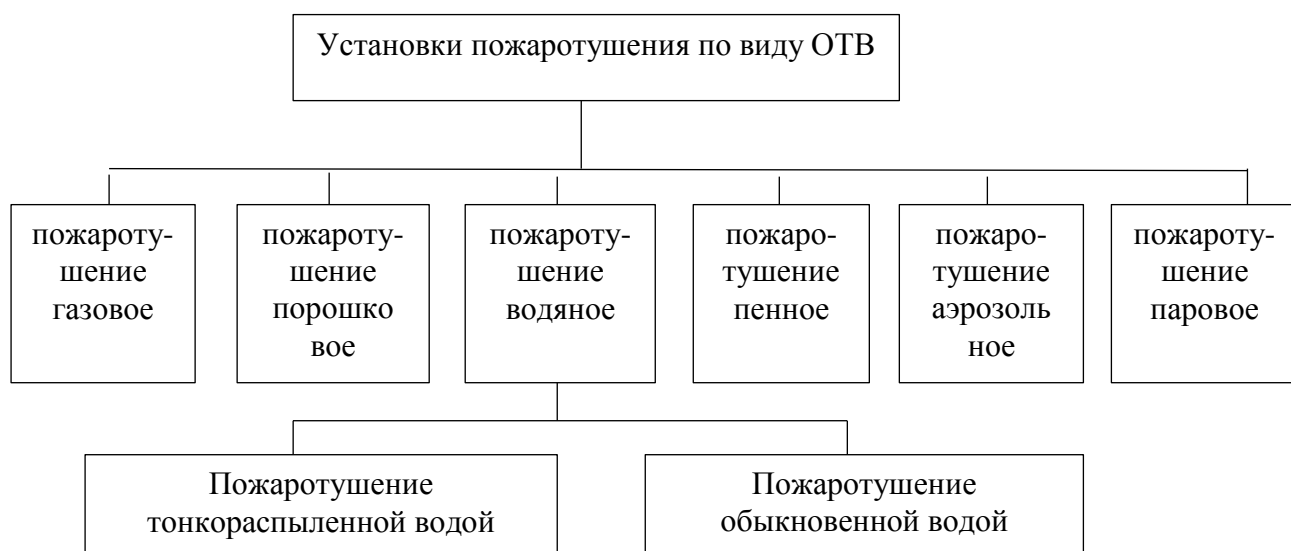 Установки пожаротушения по виду ОТВ
пожароту-
шение
газовое
пожароту-
шение
порошко
вое
пожароту-
шение
водяное
пожаро-
тушение
пенное
пожаро-
тушение
аэрозоль
ное
пожароту-
шение
паровое
Пожаротушение
тонкораспыленной водой
Пожаротушение
обыкновенной водой